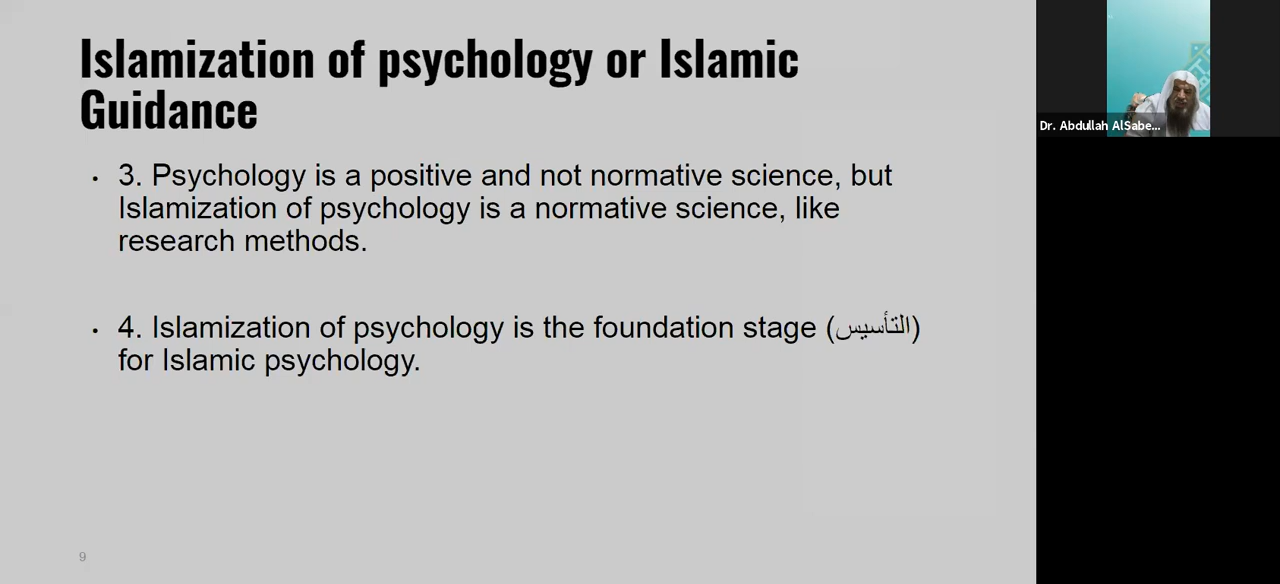 Islamization of psychology or Islamic
Guidance
• 3. Psychology is a positive and not normative science, but
Islamization of psychology is a normative science, like
research methods.
• 4. Islamization of psychology is the foundation stage (التأسيس)
for Islamic psychology.
9
Dr. Abdullah AlSabe...